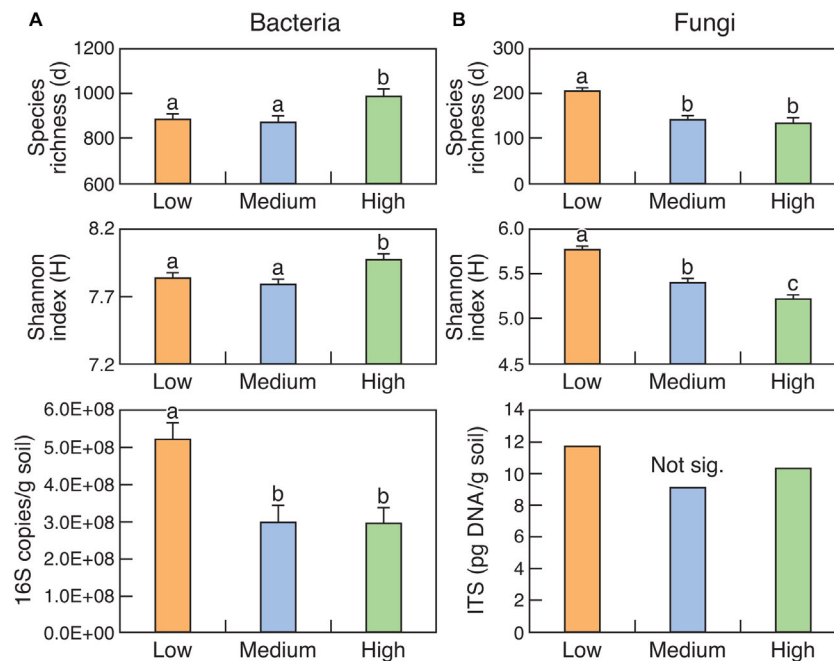 A
Bacteria
Species
richness (d)
1200
1000
800
600
a
a
b
Low
Medium
High
Shannon
index (H)
8.2
7.7
7.2
a
a
b
Low
Medium
High
16S copies/g soil)
6.0E+08
5.0E+08
4.0E+08
3.0E+08
2.0E+08
1.0E+08
0.0E+00
a
b
b
Low
Medium
High
B
Fungi
Species
richness (d)
300
200
100
0
a
b
b
Low
Medium
High
Shannon
index (H)
6.0
5.5
5.0
4.5
a
b
c
Low
Medium
High
ITS (pg DNA/g soil)
14
12
10
8
6
4
2
0
Not sig.
Low
Medium
High